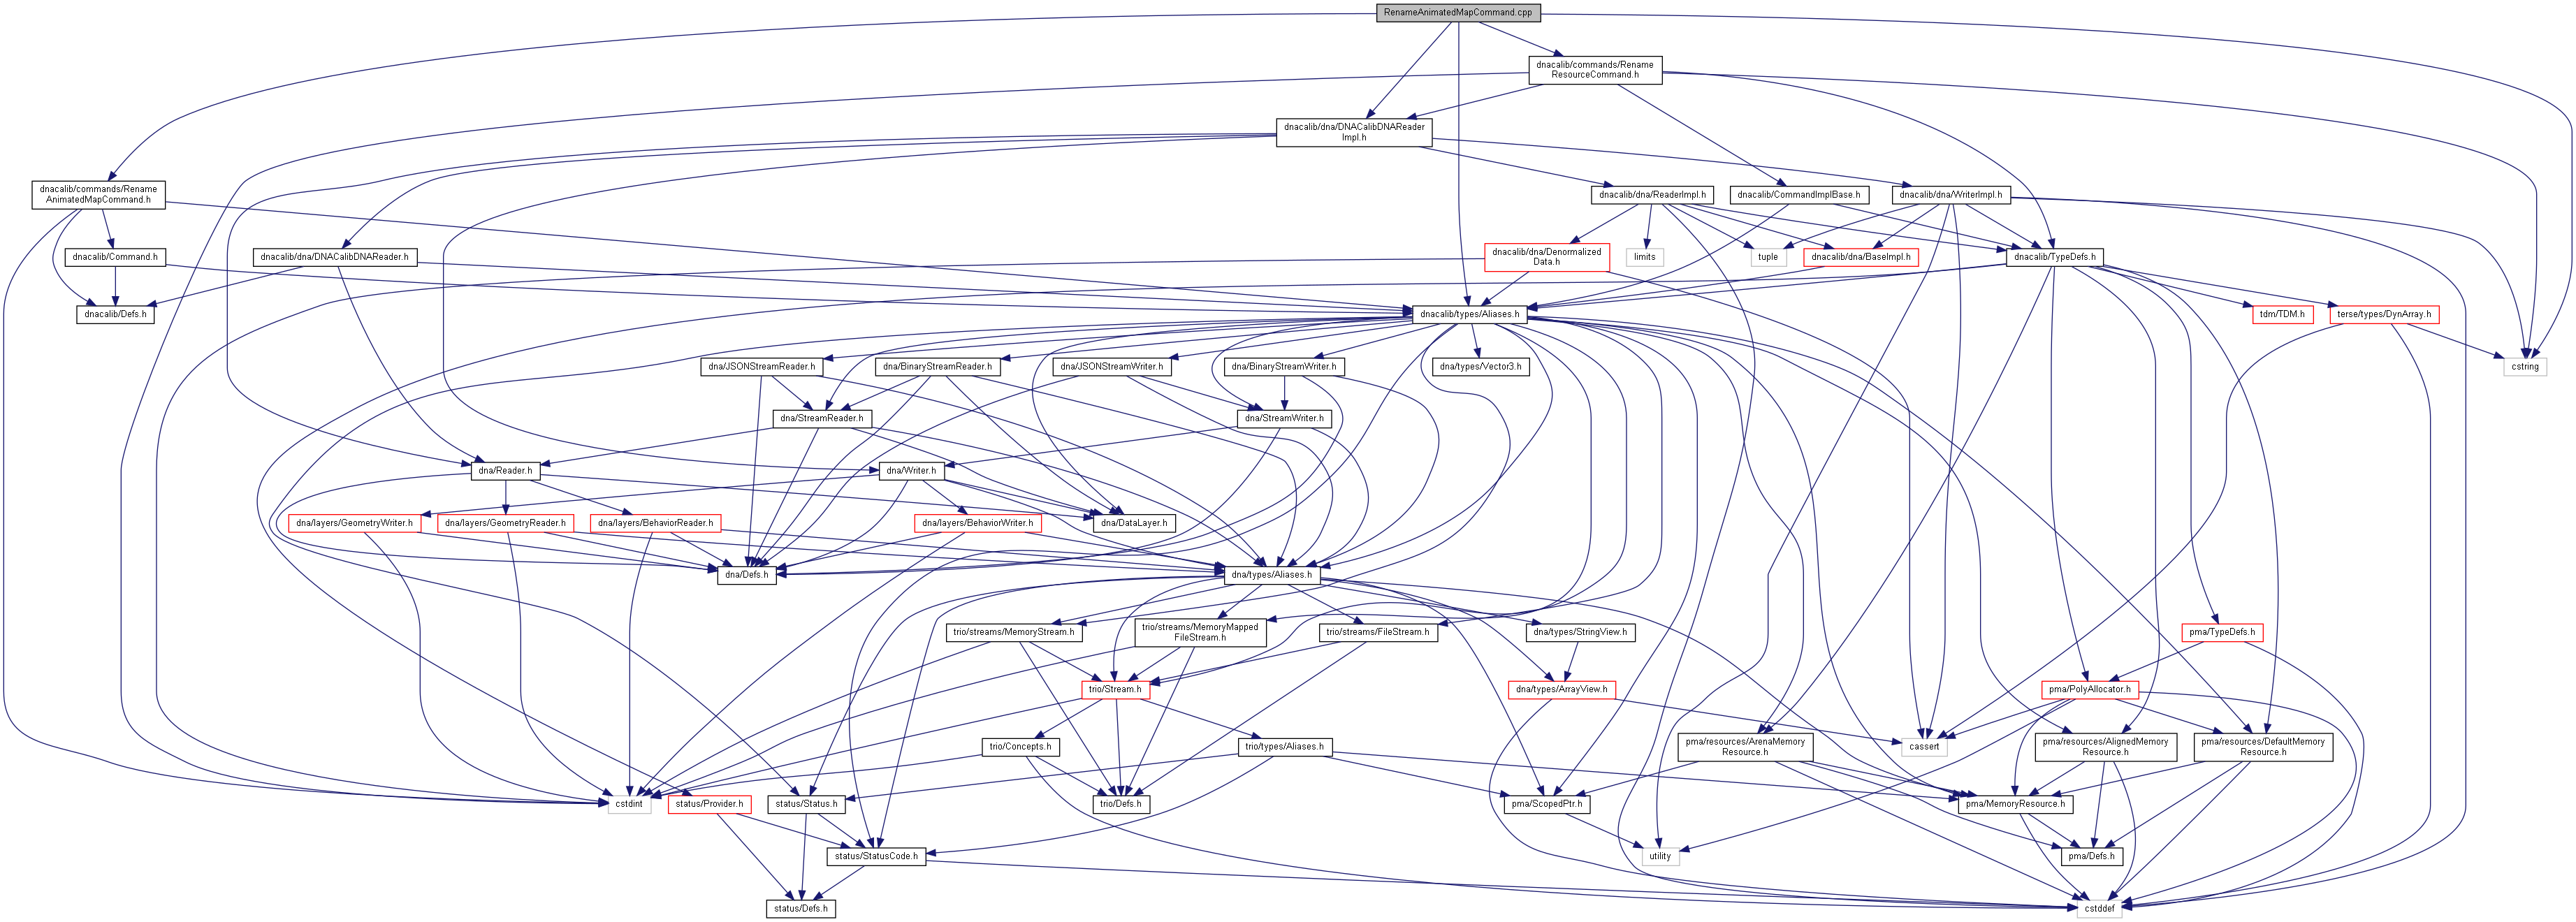 RenameAnimatedMapCommand.cpp
dnacalib/commands/Rename
ResourceCommand.h
dnacalib/dna/DNACalibDNAReader
Impl.h
dnacalib/commands/Rename
AnimatedMapCommand.h
dnacalib/dna/ReaderImpl.h
dnacalib/CommandImplBase.h
dnacalib/dna/WriterImpl.h
dnacalib/Command.h
dnacalib/dna/DNACalibDNAReader.h
dnacalib/dna/Denormalized
Data.h
limits
tuple
dnacalib/dna/BaseImpl.h
dnacalib/TypeDefs.h
dnacalib/Defs.h
dnacalib/types/Aliases.h
tdm/TDM.h
terse/types/DynArray.h
dna/JSONStreamReader.h
dna/BinaryStreamReader.h
dna/JSONStreamWriter.h
dna/BinaryStreamWriter.h
dna/types/Vector3.h
cstring
dna/StreamReader.h
dna/StreamWriter.h
dna/Reader.h
dna/Writer.h
dna/layers/GeometryWriter.h
dna/layers/GeometryReader.h
dna/layers/BehaviorReader.h
dna/layers/BehaviorWriter.h
dna/DataLayer.h
dna/Defs.h
dna/types/Aliases.h
trio/streams/MemoryStream.h
trio/streams/MemoryMapped
FileStream.h
trio/streams/FileStream.h
dna/types/StringView.h
pma/TypeDefs.h
trio/Stream.h
dna/types/ArrayView.h
pma/PolyAllocator.h
trio/Concepts.h
trio/types/Aliases.h
pma/resources/ArenaMemory
Resource.h
cassert
pma/resources/AlignedMemory
Resource.h
pma/resources/DefaultMemory
Resource.h
cstdint
status/Provider.h
status/Status.h
trio/Defs.h
pma/ScopedPtr.h
pma/MemoryResource.h
status/StatusCode.h
utility
pma/Defs.h
status/Defs.h
cstddef